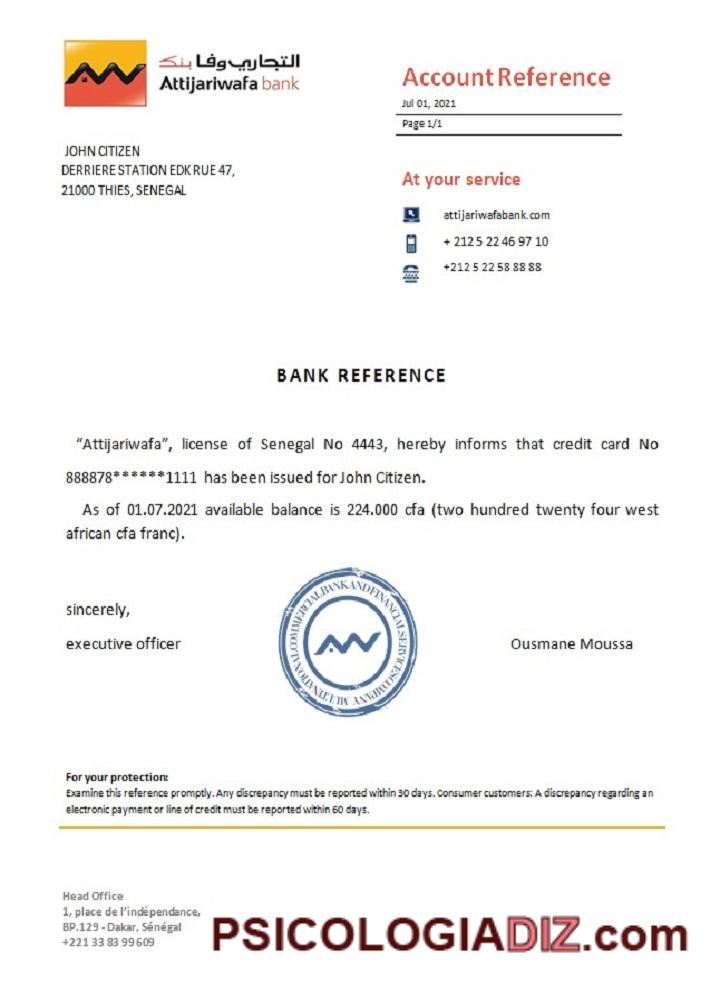 التجاري وفا بنك
Attijariwafa bank
Account Reference
Jul 01, 2021
Page 1/1
JOHN CITIZEN
DERRIERE STATION EDK RUE 47,
21000 THIES, SENEGAL
At your service
attijariwafabank.com
+ 212 5 22 46 97 10
+212 5 22 58 88 88
BANK REFERENCE
“Attijariwafa”, license of Senegal No 4443, hereby informs that credit card No
888878******1111 has been issued for John Citizen.
As of 01.07.2021 available balance is 224.000 cfa (two hundred twenty four west
african cfa franc).
sincerely,
executive officer
Ousmane Moussa
For your protection:
Examine this reference promptly. Any discrepancy must be reported within 30 days. Consumer customers: A discrepancy regarding an
electronic payment or line of credit must be reported within 60 days.
Head Office
1, place de l'indépendance,
BP.129 - Dakar, Sénégal
+221 33 83 99 609
PSICOLOGIADIZ.com